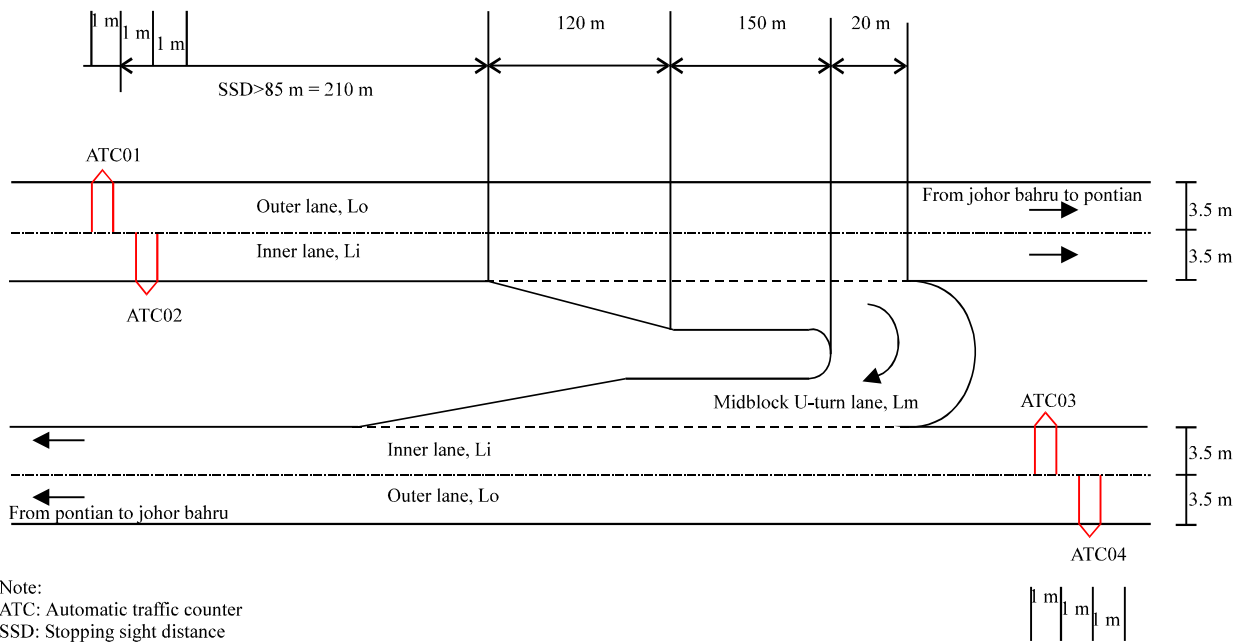 1 m
1 m
1 m
120 m
150 m
20 m
SSD>85 m = 210 m
ATC01
From johor bahru to pontian
Outer lane, Lo
3.5 m
Inner lane, Li
3.5 m
ATC02
Midblock U-turn lane, Lm
ATC03
Inner lane, Li
3.5 m
Outer lane, Lo
3.5 m
From pontian to johor bahru
ATC04
Note:
ATC: Automatic traffic counter
SSD: Stopping sight distance
1 m
1 m
1 m